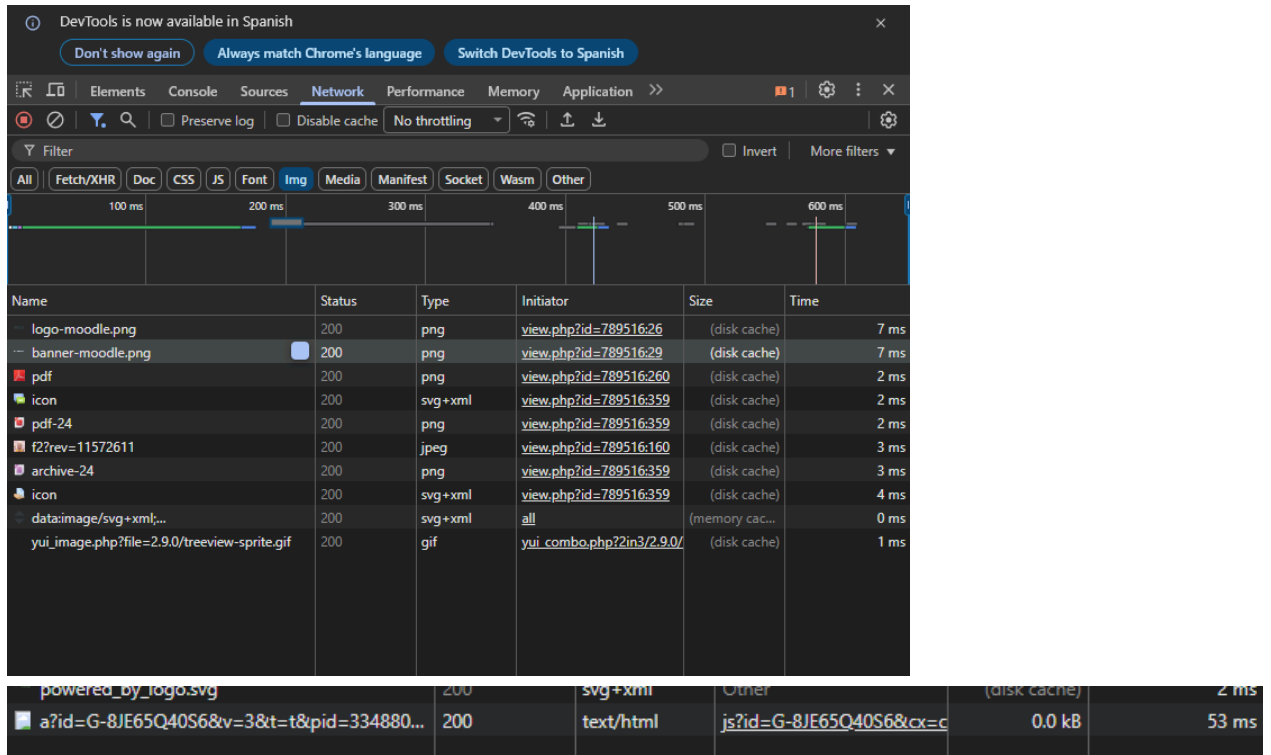 DevTools is now available in Spanish
Don't show again Always match Chrome's language Switch DevTools to Spanish
Elements Console Sources Network Performance Memory Application 1
Preserve log Disable cache No throttling
Filter Invert More filters
All Fetch/XHR Doc CSS JS Font Img Media Manifest Socket Wasm Other
100 ms 200 ms 300 ms 400 ms 500 ms 600 ms
Name Status Type Initiator Size Time
logo-moodle.png 200 png view.php?id=789516:26 (disk cache) 7 ms
banner-moodle.png 200 png view.php?id=789516:29 (disk cache) 7 ms
pdf 200 png view.php?id=789516:260 (disk cache) 2 ms
icon 200 svg+xml view.php?id=789516:359 (disk cache) 2 ms
pdf-24 200 png view.php?id=789516:359 (disk cache) 2 ms
f2?rev=11572611 200 jpeg view.php?id=789516:160 (disk cache) 3 ms
archive-24 200 png view.php?id=789516:359 (disk cache) 3 ms
icon 200 svg+xml view.php?id=789516:359 (disk cache) 4 ms
data:image/svg+xml;... 200 svg+xml all (memory cac... 0 ms
yui_image.php?file=2.9.0/treeview-sprite.gif 200 gif yui_combo.php?2in3/2.9.0/ (disk cache) 1 ms
powered_by_logo.svg 200 svg+xml Other (disk cache) 2 ms
a?id=G-8JE65Q40S6&v=3&t=t&pid=334880... 200 text/html js?id=G-8JE65Q40S6&cx=c 0.0 kB 53 ms